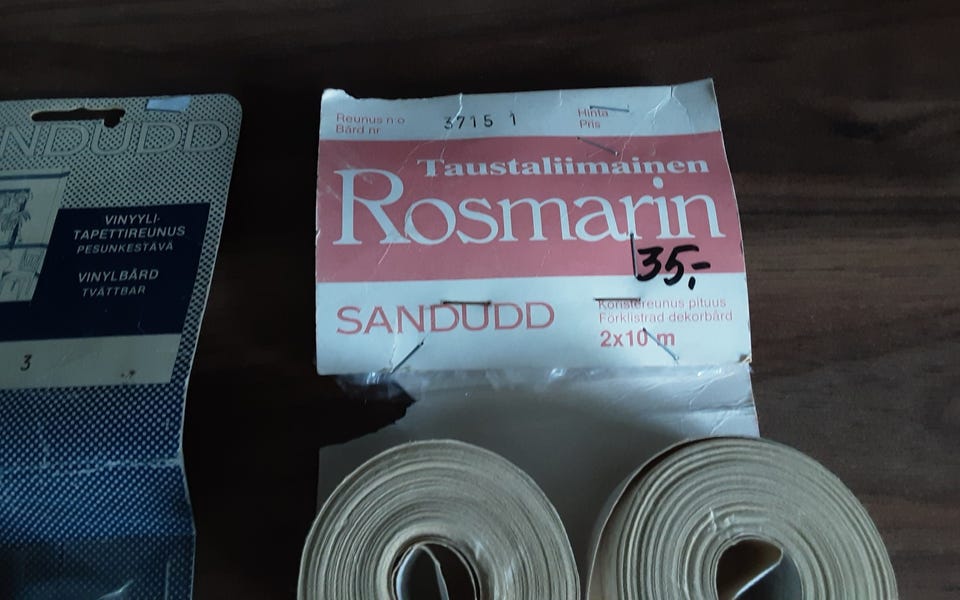 SANDUDD
VINYYLI-
TAPETTIREUNUS
PESUNKESTÄVÄ
VINYLBÅRD
TVÄTTBAR
3
Reunus n:o
Bård nr
3715 1
Hinta
Pris
Taustaliimainen
Rosmarin
35,-
SANDUDD
Koristereunus pituus
Förklistrad dekorbård
2x10 m